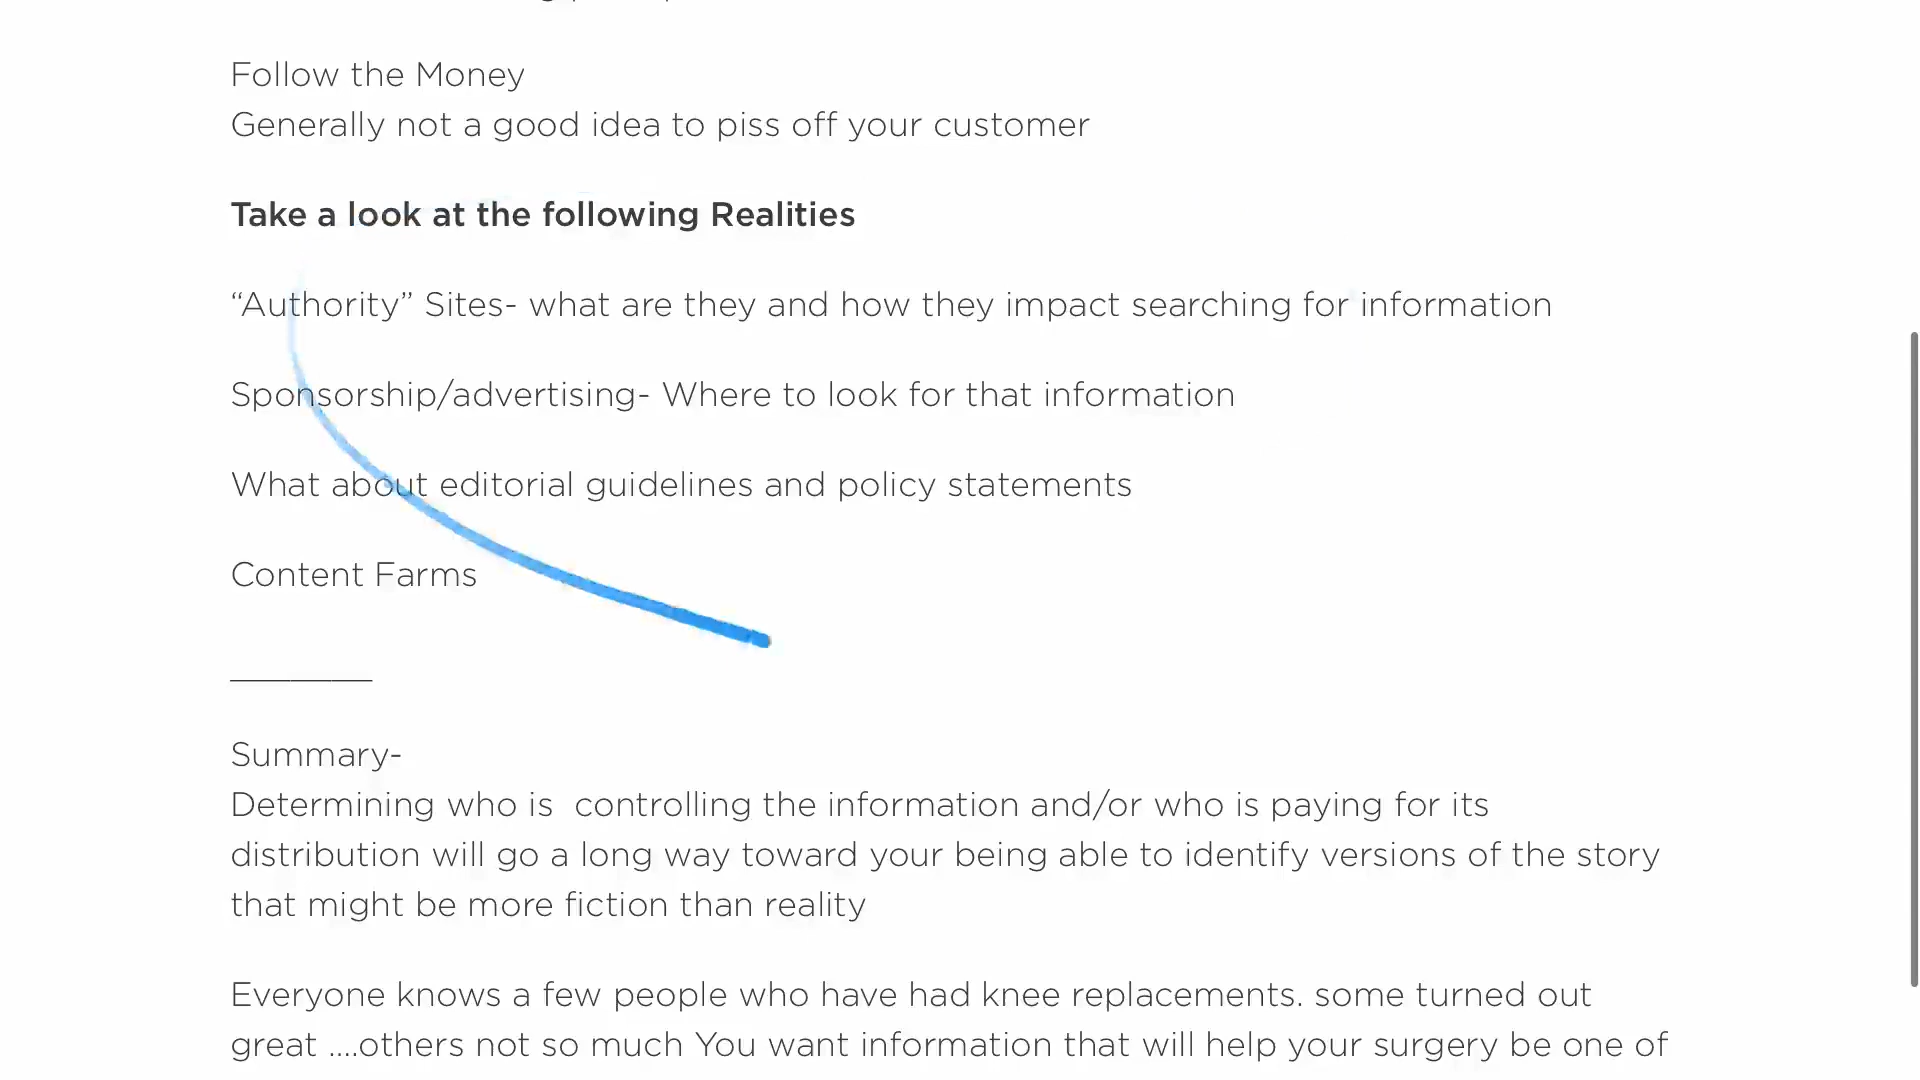 Follow the Money
Generally not a good idea to piss off your customer
Take a look at the following Realities
“Authority” Sites- what are they and how they impact searching for information
Sponsorship/advertising- Where to look for that information
What about editorial guidelines and policy statements
Content Farms
Summary-
Determining who is  controlling the information and/or who is paying for its
distribution will go a long way toward your being able to identify versions of the story
that might be more fiction than reality
Everyone knows a few people who have had knee replacements. some turned out
great ....others not so much You want information that will help your surgery be one of